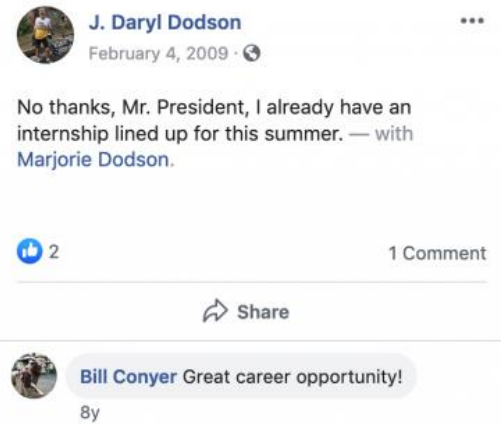 J. Daryl Dodson
February 4, 2009 ·
No thanks, Mr. President, I already have an
internship lined up for this summer. — with
Marjorie Dodson.
2
1 Comment
Share
Bill Conyer Great career opportunity!
8y